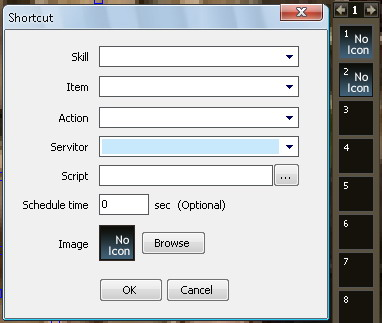 Shortcut
Skill
Item
Action
Servitor
Script
...
Schedule time 0 sec (Optional)
Image
No
Icon
Browse
OK Cancel
1
1
No
Icon
2
No
Icon
3
4
5
6
7
8